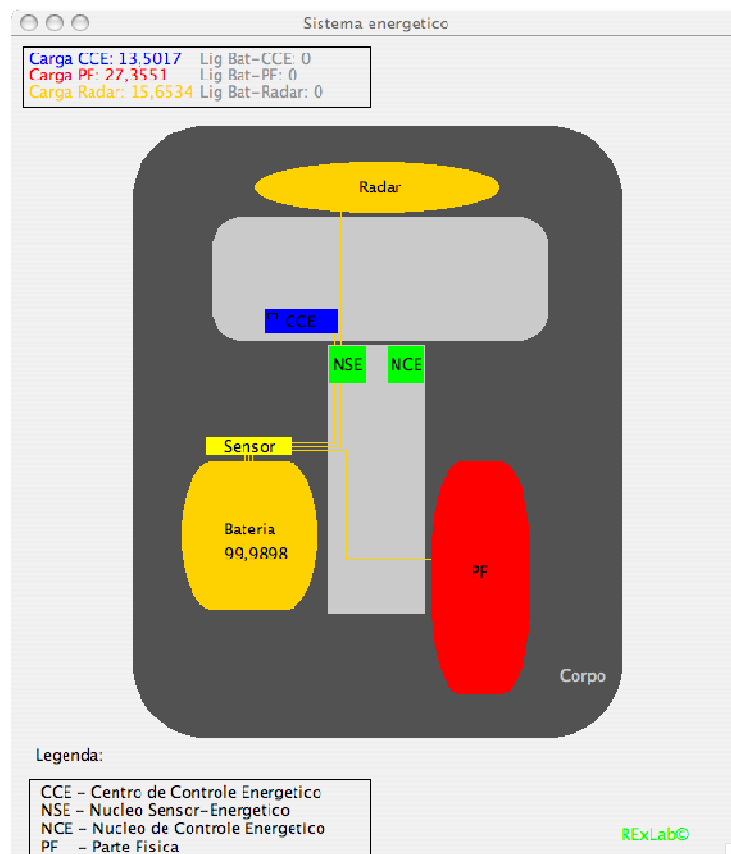 Sistema energetico
Carga CCE: 13,5017 Lig Bat-CCE: 0
Carga PF: 27,3551 Lig Bat-PF: 0
Carga Radar: 15,6534 Lig Bat-Radar: 0
Radar
CCE
NSE NCE
Sensor
Bateria
99,9898
PF
Corpo
Legenda:
CCE - Centro de Controle Energetico
NSE - Nucleo Sensor-Energetico
NCE - Nucleo de Controle Energetico
PF - Parte Fisica
RExLab©